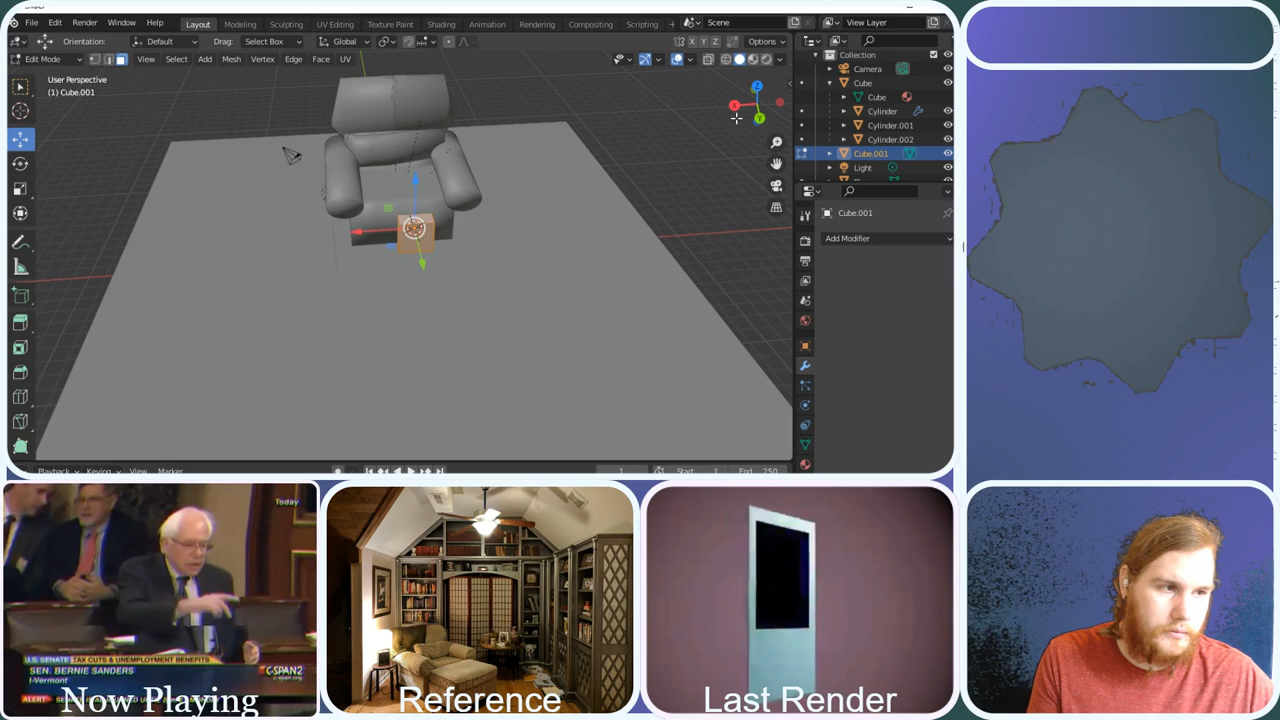 File Edit Render Window Help Layout Modeling Sculpting UV Editing Texture Paint Shading Animation Rendering Compositing Scripting Scene View Layer
Orientation: Default Drag: Select Box Global X Y Z Options
Edit Mode View Select Add Mesh Vertex Edge Face UV
User Perspective
(1) Cube.001
Z
X
Y
Collection
Camera
Cube
Cube
Cylinder
Cylinder.001
Cylinder.002
Cube.001
Light
Cube.001
Add Modifier
Playback Keying View Marker 1 Start 1 End 250
Today
U.S. SENATE TAX CUTS & UNEMPLOYMENT BENEFITS
SEN. BERNIE SANDERS
I-Vermont
C-SPAN2
ALERT
Now Playing
Reference
Last Render